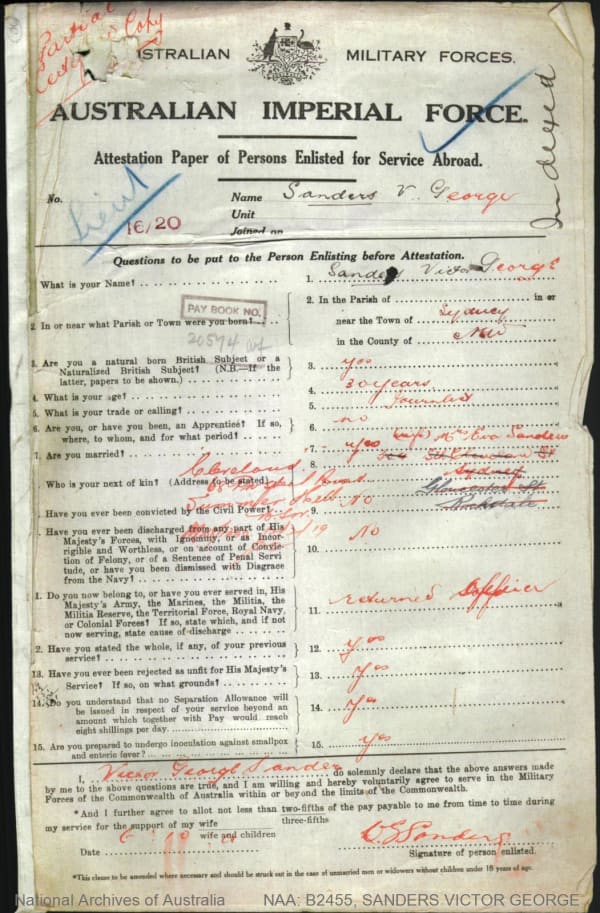 Partial
Copy
USTRALIAN MILITARY FORCES.
AUSTRALIAN IMPERIAL FORCE.
Indexed
Attestation Paper of Persons Enlisted for Service Abroad.
Lieut
No. 16/20
Name Sanders V. George
Unit
Joined on
Questions to be put to the Person Enlisting before Attestation.
What is your Name? 1. Sanders Victor George
PAY BOOK NO.
20574
2. In or near what Parish or Town were you born? 2. In the Parish of in or
near the Town of Sydney
in the County of NSW
3. Are you a natural born British Subject or a
Naturalized British Subject? (N.B.—If the
latter, papers to be shown.) 3. yes
4. What is your age? 4. 30 years
5. What is your trade or calling? 5. Journalist
6. Are you, or have you been, an Apprentice? If so,
where, to whom, and for what period? 6. no
7. Are you married? 7. yes (wife) Mrs Eva Sanders
Who is your next of kin? (Address to be stated) 8. Sydney
Cleveland
St
Rockdale
Have you ever been convicted by the Civil Power? 9. No
Have you ever been discharged from any part of His
Majesty's Forces, with Ignominy, or as Incor-
rigible and Worthless, or on account of Convic-
tion of Felony, or of a Sentence of Penal Servi-
tude, or have you been Dismissed with Disgrace
from the Navy? 10. No
1. Do you now belong to, or have you ever served in, His
Majesty's Army, the Marines, the Militia, the
Militia Reserve, the Territorial Force, Royal Navy,
or Colonial Forces? If so, state which, and if not
now serving, state cause of discharge 11. returned Officer
2. Have you stated the whole, if any, of your previous
service? 12. yes
13. Have you ever been rejected as unfit for His Majesty's
Service? If so, on what grounds? 13. yes
14. Do you understand that no Separation Allowance will
be issued in respect of your service beyond an
amount which together with Pay would reach
eight shillings per day. 14. yes
15. Are you prepared to undergo inoculation against smallpox
and enteric fever? 15. yes
I, Victor George Sanders do solemnly declare that the above answers made
by me to the above questions are true, and I am willing and hereby voluntarily agree to serve in the Military
Forces of the Commonwealth of Australia within or beyond the limits of the Commonwealth.
*And I further agree to allot not less than two-fifths of the pay payable to me from time to time during
three-fifths
my service for the support of my wife
wife and children
Date
V G Sanders
Signature of person enlisted.
*This clause to be amended where necessary and should be struck out in the case of unmarried men or widowers without children under 18 years of age.
National Archives of Australia NAA: B2455, SANDERS VICTOR GEORGE